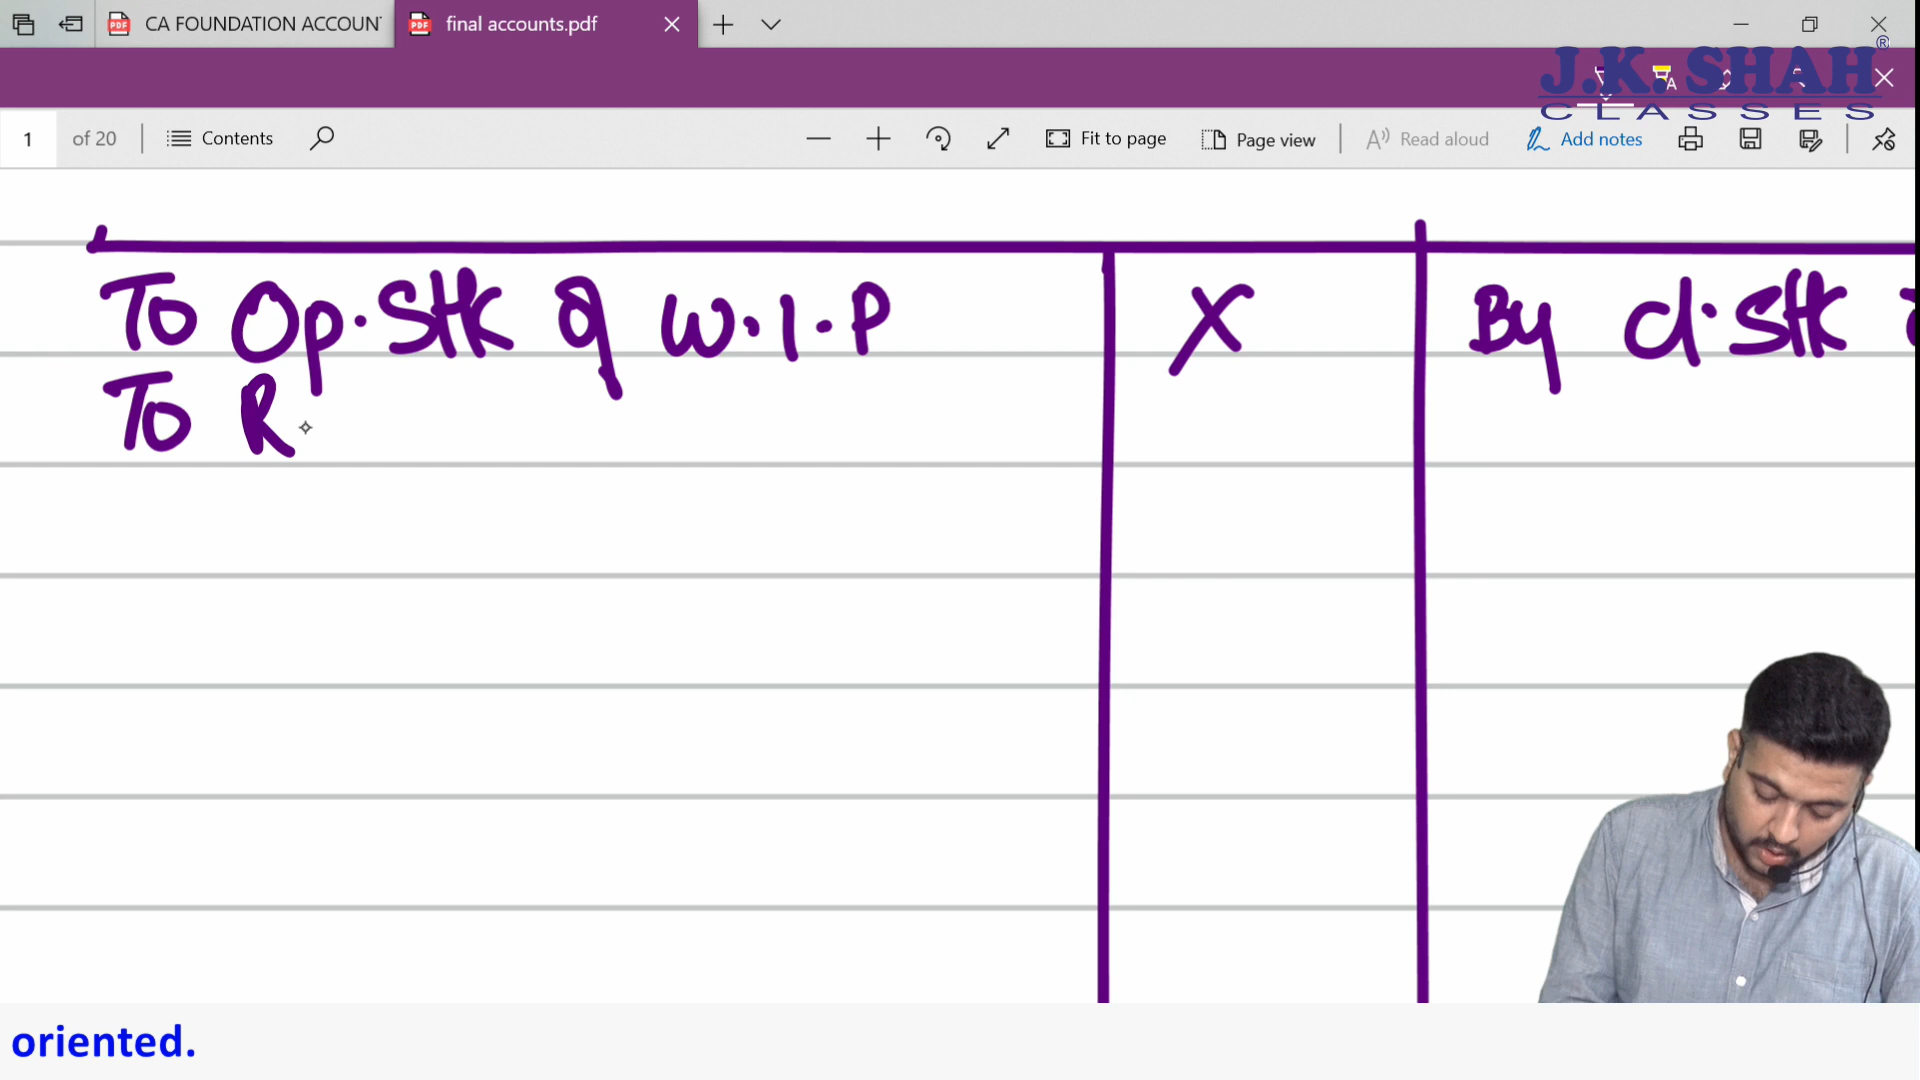 CA FOUNDATION ACCOUN
final accounts.pdf
J.K. SHAH ®
CLASSES
1 of 20 Contents Fit to page Page view Read aloud Add notes
To Op. Stk of W.I.P X By Cl. Stk
To R
oriented.